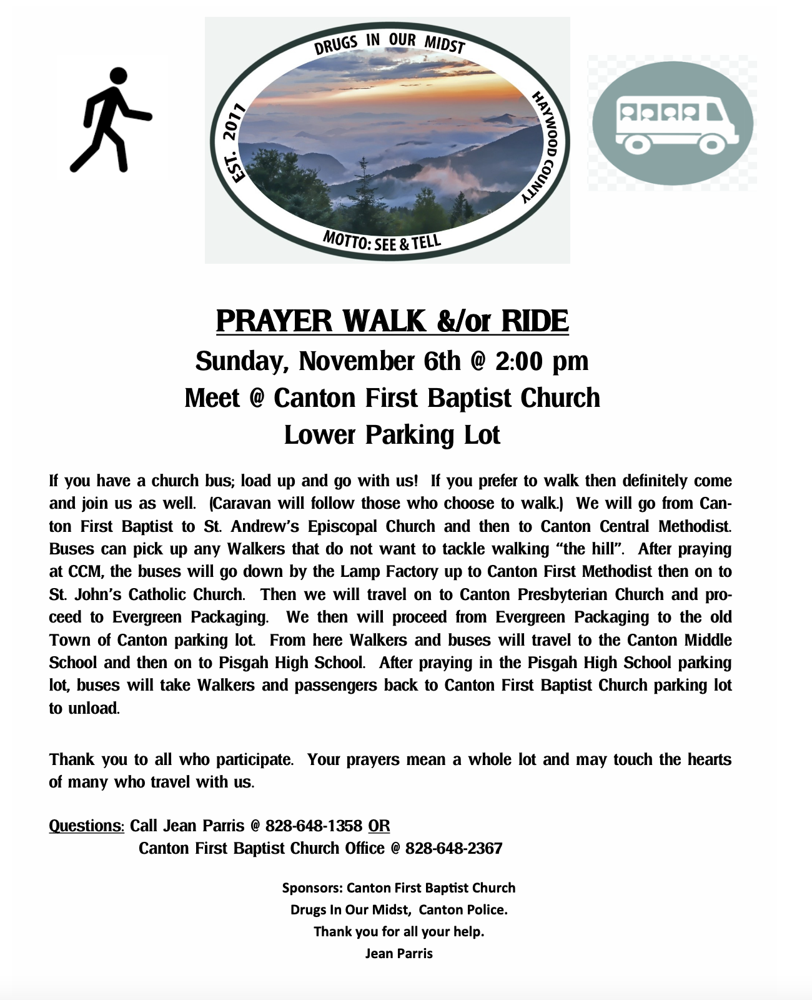 DRUGS IN OUR MIDST
EST. 2011
HAYWOOD COUNTY
MOTTO: SEE & TELL
PRAYER WALK &/or RIDE
Sunday, November 6th @ 2:00 pm
Meet @ Canton First Baptist Church
Lower Parking Lot
If you have a church bus; load up and go with us! If you prefer to walk then definitely come
and join us as well. (Caravan will follow those who choose to walk.) We will go from Can-
ton First Baptist to St. Andrew’s Episcopal Church and then to Canton Central Methodist.
Buses can pick up any Walkers that do not want to tackle walking “the hill”. After praying
at CCM, the buses will go down by the Lamp Factory up to Canton First Methodist then on to
St. John’s Catholic Church. Then we will travel on to Canton Presbyterian Church and pro-
ceed to Evergreen Packaging. We then will proceed from Evergreen Packaging to the old
Town of Canton parking lot. From here Walkers and buses will travel to the Canton Middle
School and then on to Pisgah High School. After praying in the Pisgah High School parking
lot, buses will take Walkers and passengers back to Canton First Baptist Church parking lot
to unload.
Thank you to all who participate. Your prayers mean a whole lot and may touch the hearts
of many who travel with us.
Questions: Call Jean Parris @ 828-648-1358 OR
Canton First Baptist Church Office @ 828-648-2367
Sponsors: Canton First Baptist Church
Drugs In Our Midst, Canton Police.
Thank you for all your help.
Jean Parris